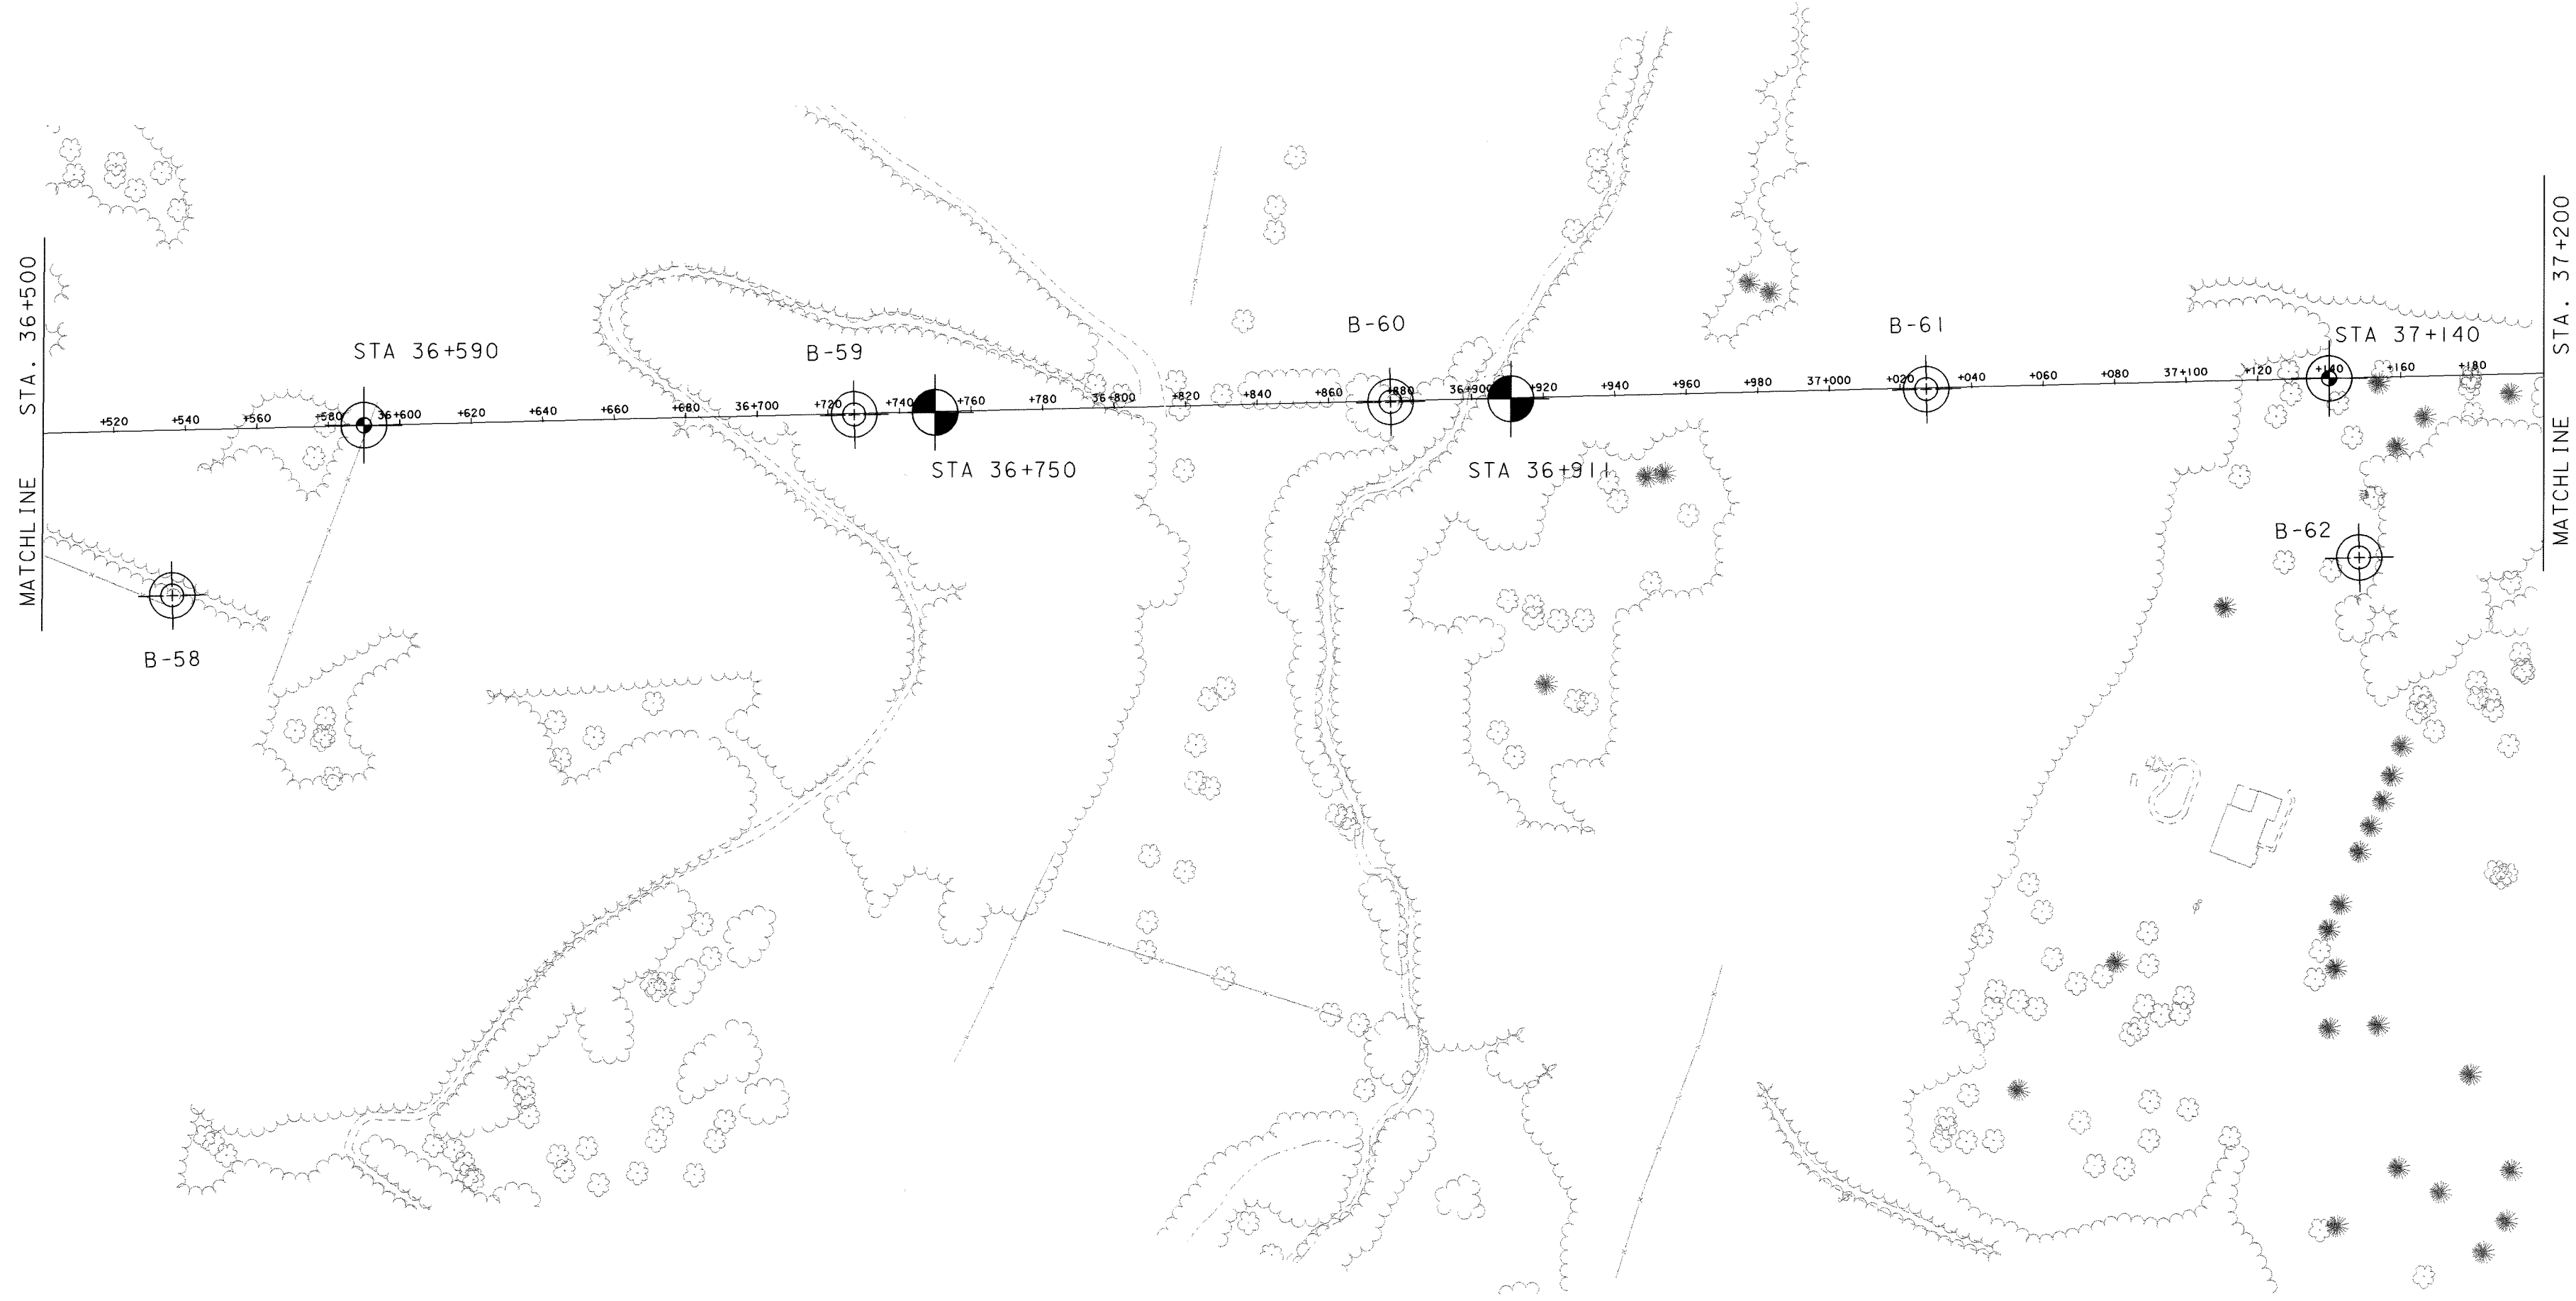 MATCHLINE STA. 36+500
STA 36+590
B-58
B-59
STA 36+750
B-60
STA 36+911
B-61
STA 37+140
B-62
+520 +540 +560 +580 36+600 +620 +640 +660 +680 36+700 +720 +740 +760 +780 36+800 +820 +840 +860 +880 36+900 +920 +940 +960 +980 37+000 +020 +040 +060 +080 37+100 +120 +140 +160 +180
MATCHLINE STA. 37+200